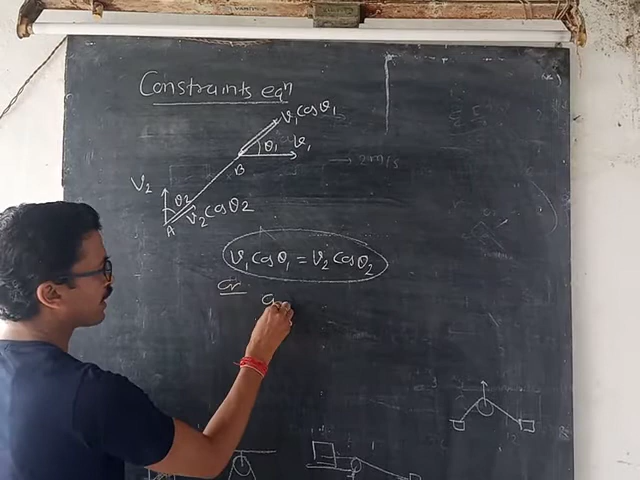 Constraints eqⁿ
v₁ cos θ₁
θ₁
v₁
B
→ 2 m/s
v₂
θ₂
v₂ cos θ2
A
v₁ cos θ₁ = v₂ cos θ₂
or
a